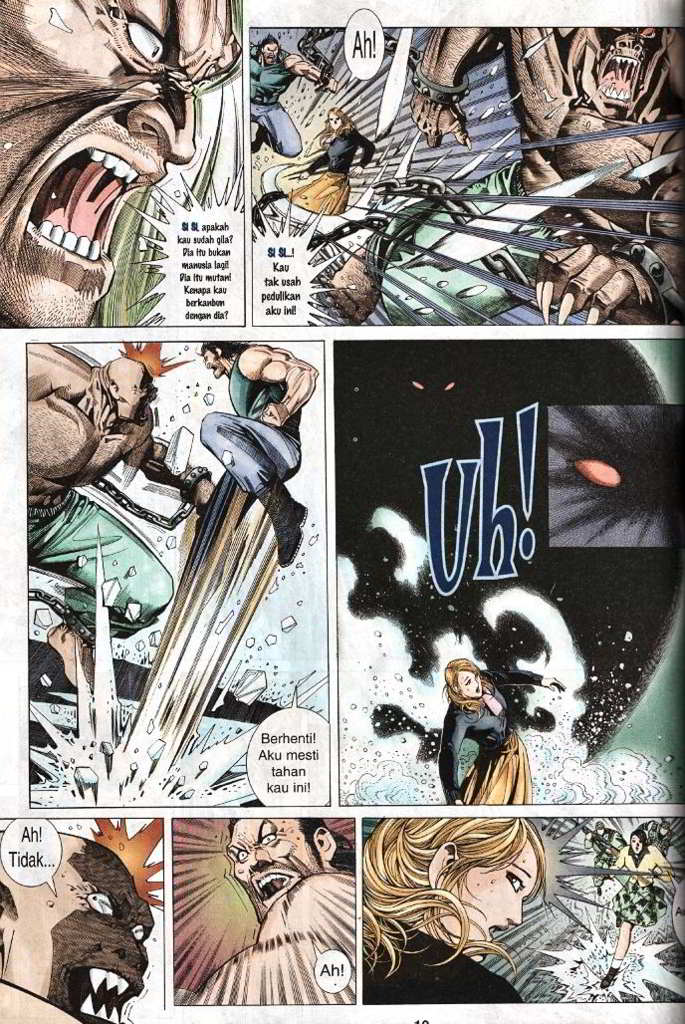 SI SI, apakah
kau sudah gila?
Dia itu bukan
manusia lagi!
Dia itu mutan!
Kenapa kau
berkanbun
dengan dia?
Ah!
SI SI...!
Kau
tak usah
pedulikan
aku ini!
Berhenti!
Aku mesti
tahan
kau ini!
Uh!
Ah!
Tidak...
Ah!